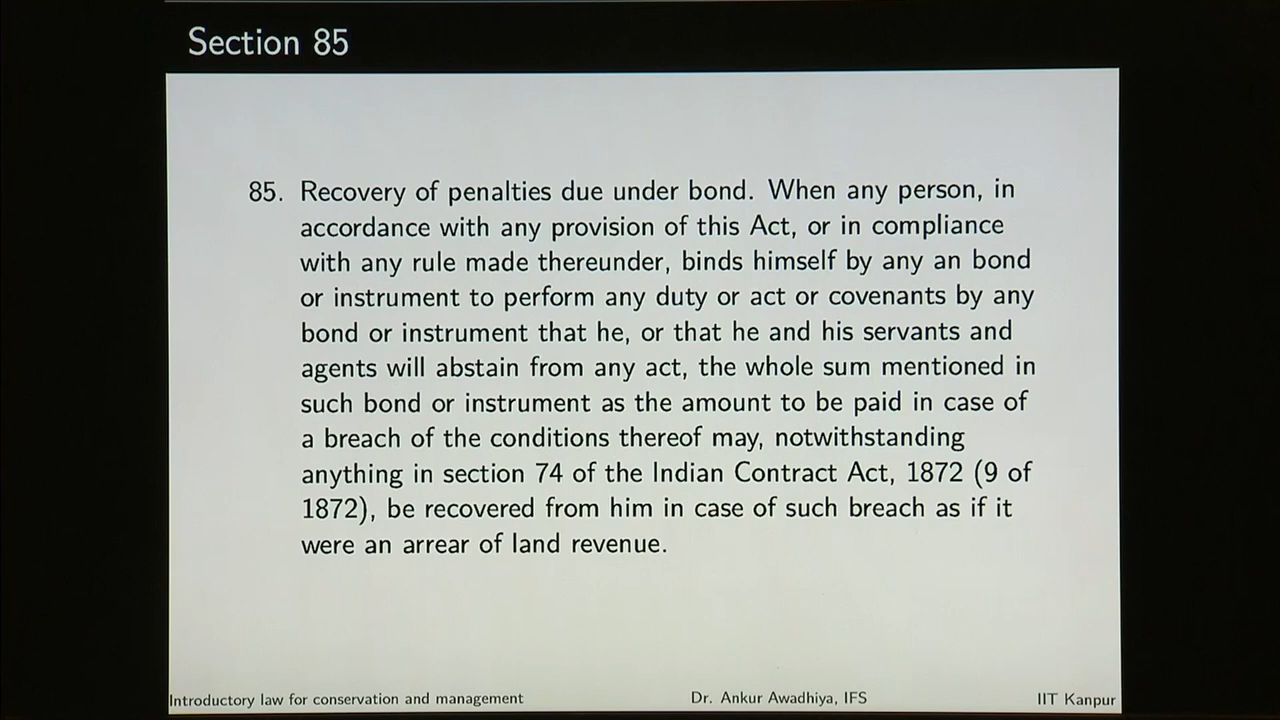 Section 85
85. Recovery of penalties due under bond. When any person, in
accordance with any provision of this Act, or in compliance
with any rule made thereunder, binds himself by any an bond
or instrument to perform any duty or act or covenants by any
bond or instrument that he, or that he and his servants and
agents will abstain from any act, the whole sum mentioned in
such bond or instrument as the amount to be paid in case of
a breach of the conditions thereof may, notwithstanding
anything in section 74 of the Indian Contract Act, 1872 (9 of
1872), be recovered from him in case of such breach as if it
were an arrear of land revenue.
Introductory law for conservation and management Dr. Ankur Awadhiya, IFS IIT Kanpur